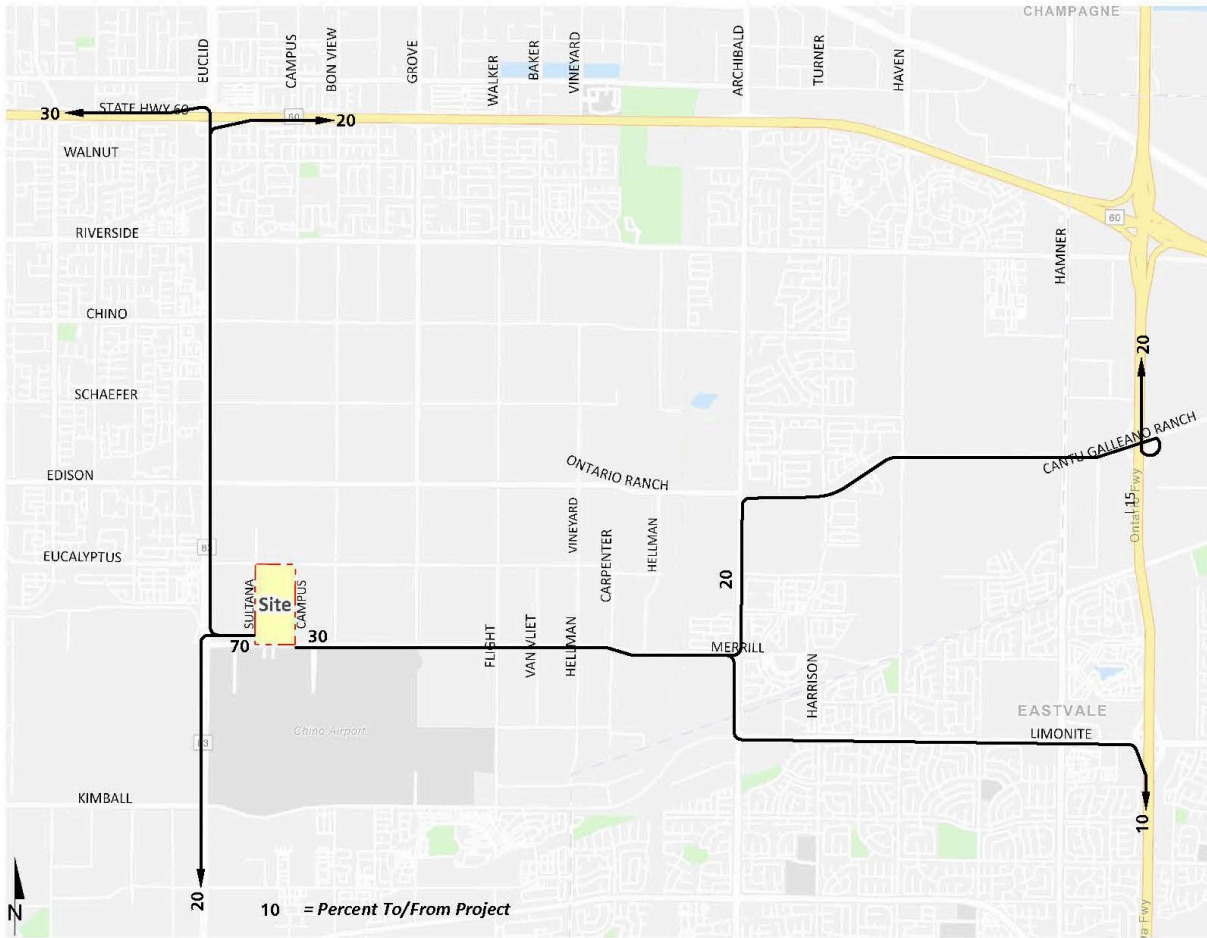 CHAMPAGNE
EUCLID
CAMPUS
BON VIEW
GROVE
WALKER
BAKER
VINEYARD
ARCHIBALD
TURNER
HAVEN
30
STATE HWY 60
60
20
WALNUT
RIVERSIDE
60
HAMNER
CHINO
20
SCHAEFER
CANTU GALLEANO RANCH
EDISON
ONTARIO RANCH
I 15
Ontario Fwy
VINEYARD
HELLMAN
CARPENTER
EUCALYPTUS
83
20
SULTANA
Site
CAMPUS
70
30
FLIGHT
VAN VLIET
HELLMAN
MERRILL
HARRISON
EASTVALE
LIMONITE
Chino Airport
83
KIMBALL
10
20
N
10 = Percent To/From Project